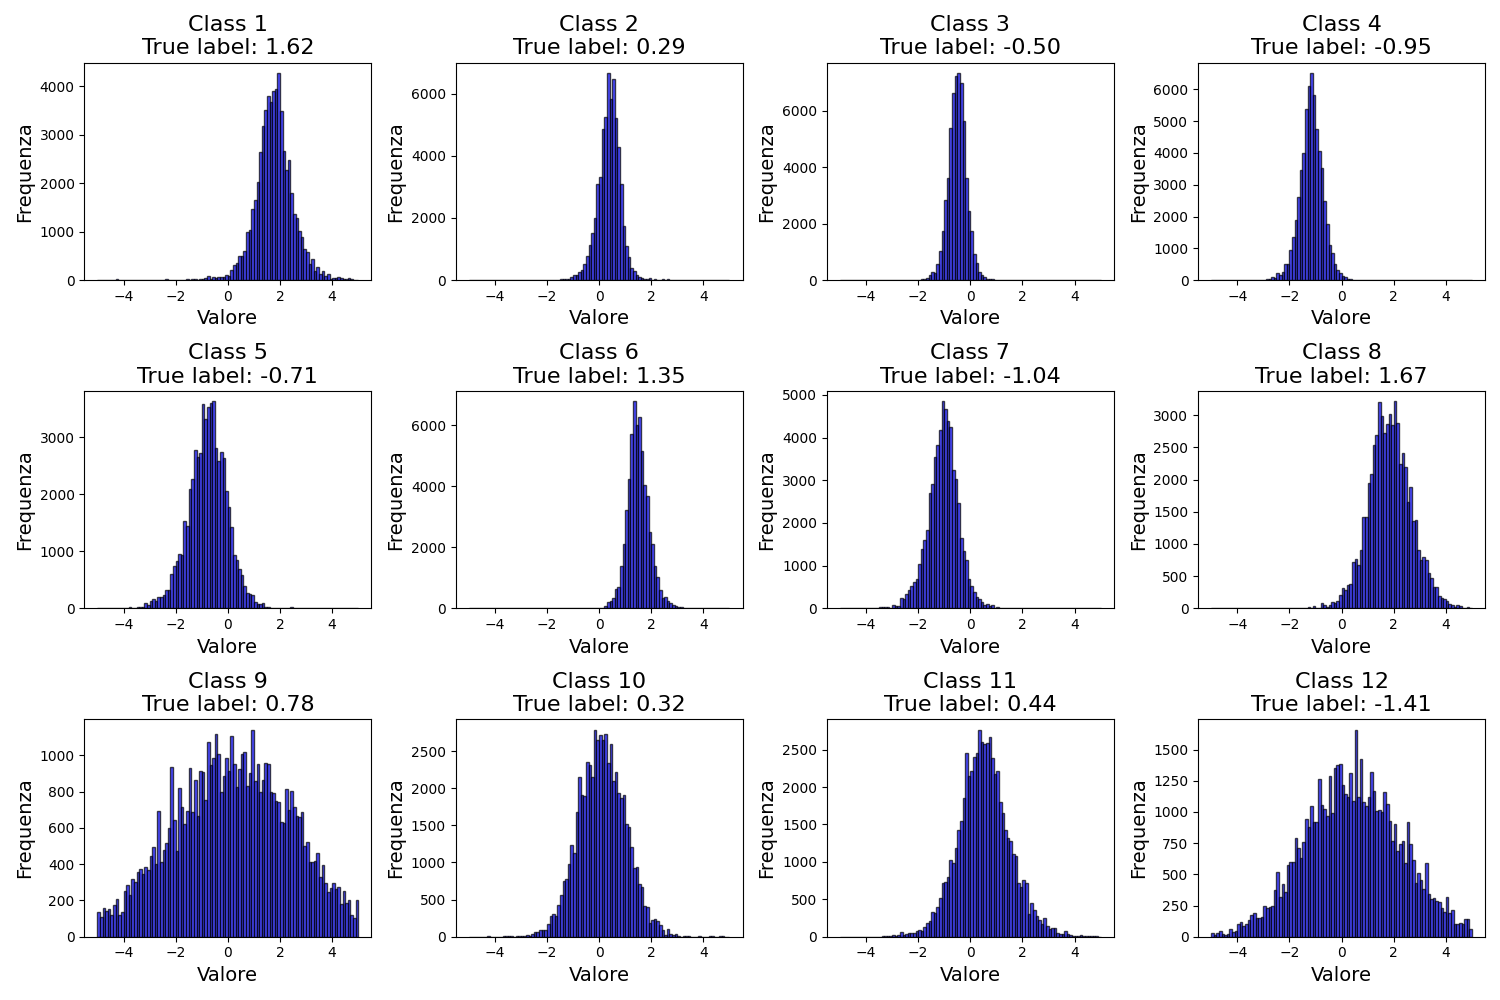 Class 1
True label: 1.62
Class 2
True label: 0.29
Class 3
True label: -0.50
Class 4
True label: -0.95
Frequenza
4000
3000
2000
1000
0
−4 −2 0 2 4
Valore
Frequenza
6000
4000
2000
0
−4 −2 0 2 4
Valore
Frequenza
6000
4000
2000
0
−4 −2 0 2 4
Valore
Frequenza
6000
5000
4000
3000
2000
1000
0
−4 −2 0 2 4
Valore
Class 5
True label: -0.71
Class 6
True label: 1.35
Class 7
True label: -1.04
Class 8
True label: 1.67
Frequenza
3000
2000
1000
0
−4 −2 0 2 4
Valore
Frequenza
6000
4000
2000
0
−4 −2 0 2 4
Valore
Frequenza
5000
4000
3000
2000
1000
0
−4 −2 0 2 4
Valore
Frequenza
3000
2500
2000
1500
1000
500
0
−4 −2 0 2 4
Valore
Class 9
True label: 0.78
Class 10
True label: 0.32
Class 11
True label: 0.44
Class 12
True label: -1.41
Frequenza
1000
800
600
400
200
0
−4 −2 0 2 4
Valore
Frequenza
2500
2000
1500
1000
500
0
−4 −2 0 2 4
Valore
Frequenza
2500
2000
1500
1000
500
0
−4 −2 0 2 4
Valore
Frequenza
1500
1250
1000
750
500
250
0
−4 −2 0 2 4
Valore